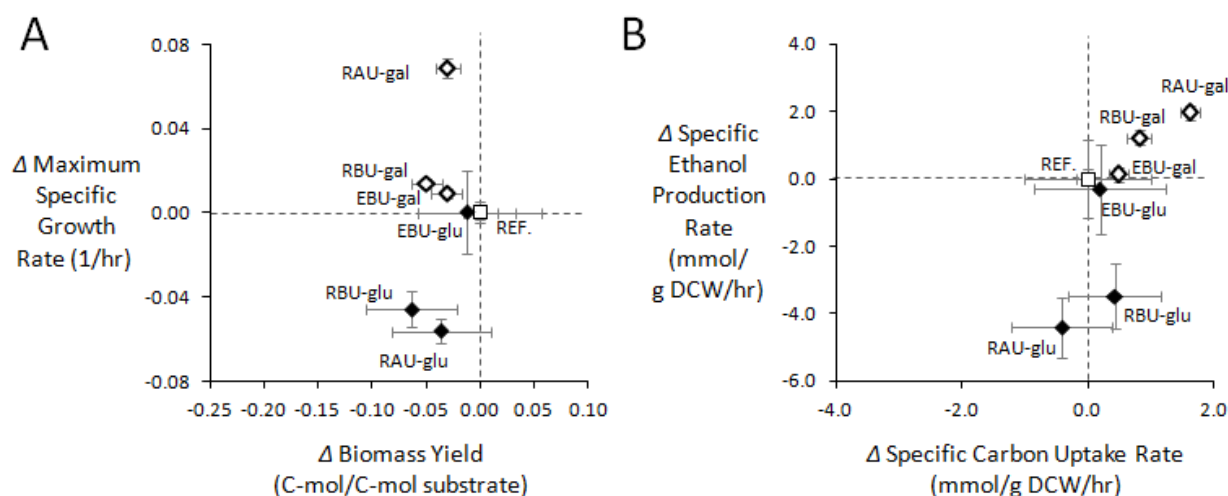 A
0.08
0.04
0.00
-0.04
-0.08
Δ Maximum
Specific
Growth
Rate (1/hr)
RAU-gal
RBU-gal
EBU-gal
EBU-glu
REF.
RBU-glu
RAU-glu
-0.25 -0.20 -0.15 -0.10 -0.05 0.00 0.05 0.10
Δ Biomass Yield
(C-mol/C-mol substrate)
B
4.0
2.0
0.0
-2.0
-4.0
-6.0
Δ Specific
Ethanol
Production
Rate
(mmol/
g DCW/hr)
RAU-gal
RBU-gal
REF.
EBU-gal
EBU-glu
RBU-glu
RAU-glu
-4.0 -2.0 0.0 2.0
Δ Specific Carbon Uptake Rate
(mmol/g DCW/hr)